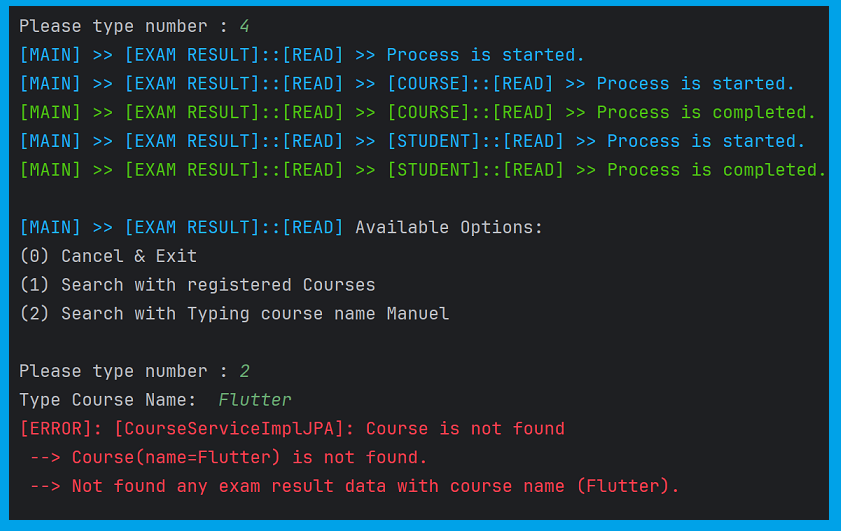 Please type number : 4
[MAIN] >> [EXAM RESULT]::[READ] >> Process is started.
[MAIN] >> [EXAM RESULT]::[READ] >> [COURSE]::[READ] >> Process is started.
[MAIN] >> [EXAM RESULT]::[READ] >> [COURSE]::[READ] >> Process is completed.
[MAIN] >> [EXAM RESULT]::[READ] >> [STUDENT]::[READ] >> Process is started.
[MAIN] >> [EXAM RESULT]::[READ] >> [STUDENT]::[READ] >> Process is completed.
[MAIN] >> [EXAM RESULT]::[READ] Available Options:
(0) Cancel & Exit
(1) Search with registered Courses
(2) Search with Typing course name Manuel
Please type number : 2
Type Course Name:  Flutter
[ERROR]: [CourseServiceImplJPA]: Course is not found
 --> Course(name=Flutter) is not found.
 --> Not found any exam result data with course name (Flutter).